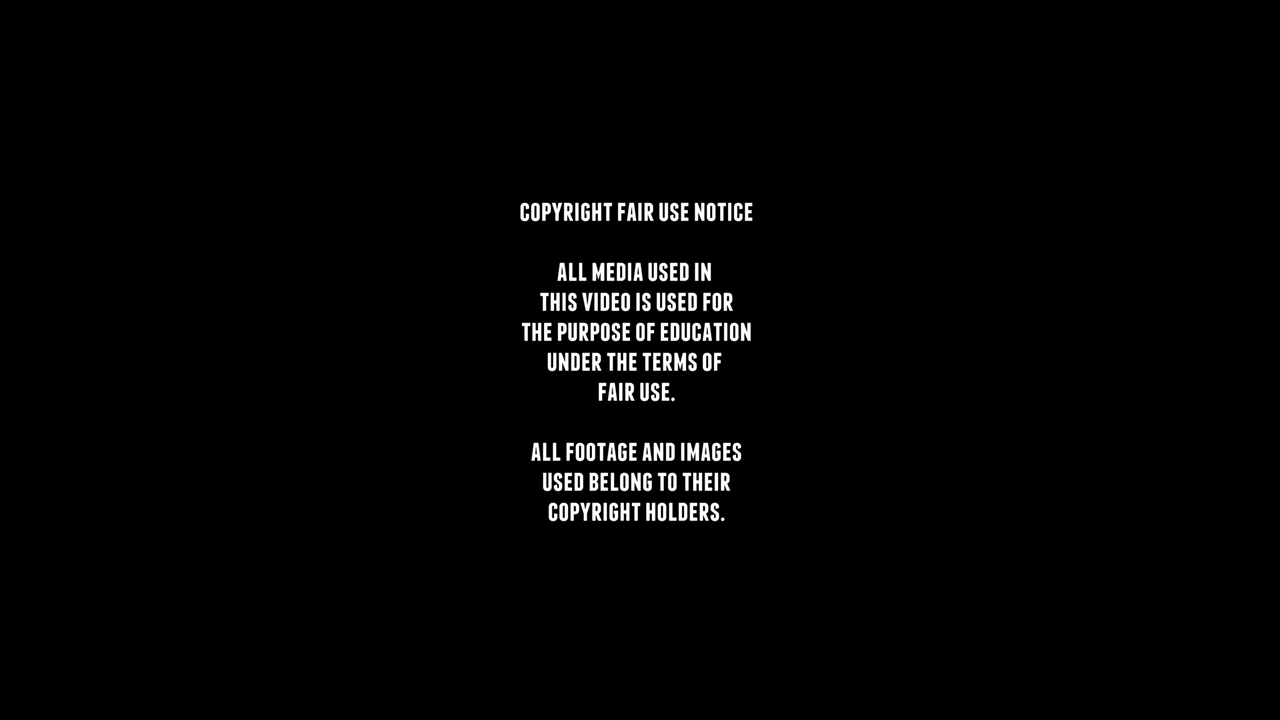 COPYRIGHT FAIR USE NOTICE
ALL MEDIA USED IN
THIS VIDEO IS USED FOR
THE PURPOSE OF EDUCATION
UNDER THE TERMS OF
FAIR USE.
ALL FOOTAGE AND IMAGES
USED BELONG TO THEIR
COPYRIGHT HOLDERS.